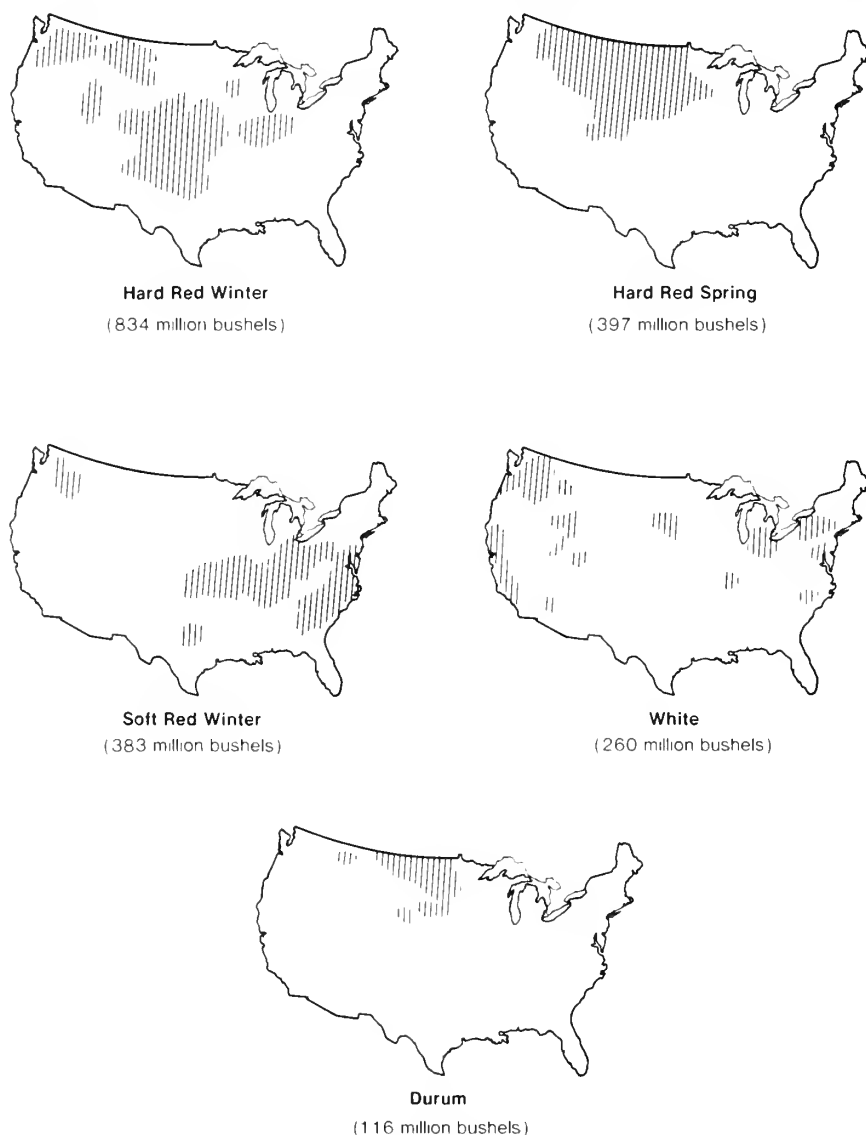 Hard Red Winter
(834 million bushels)
Hard Red Spring
(397 million bushels)
Soft Red Winter
(383 million bushels)
White
(260 million bushels)
Durum
(116 million bushels)